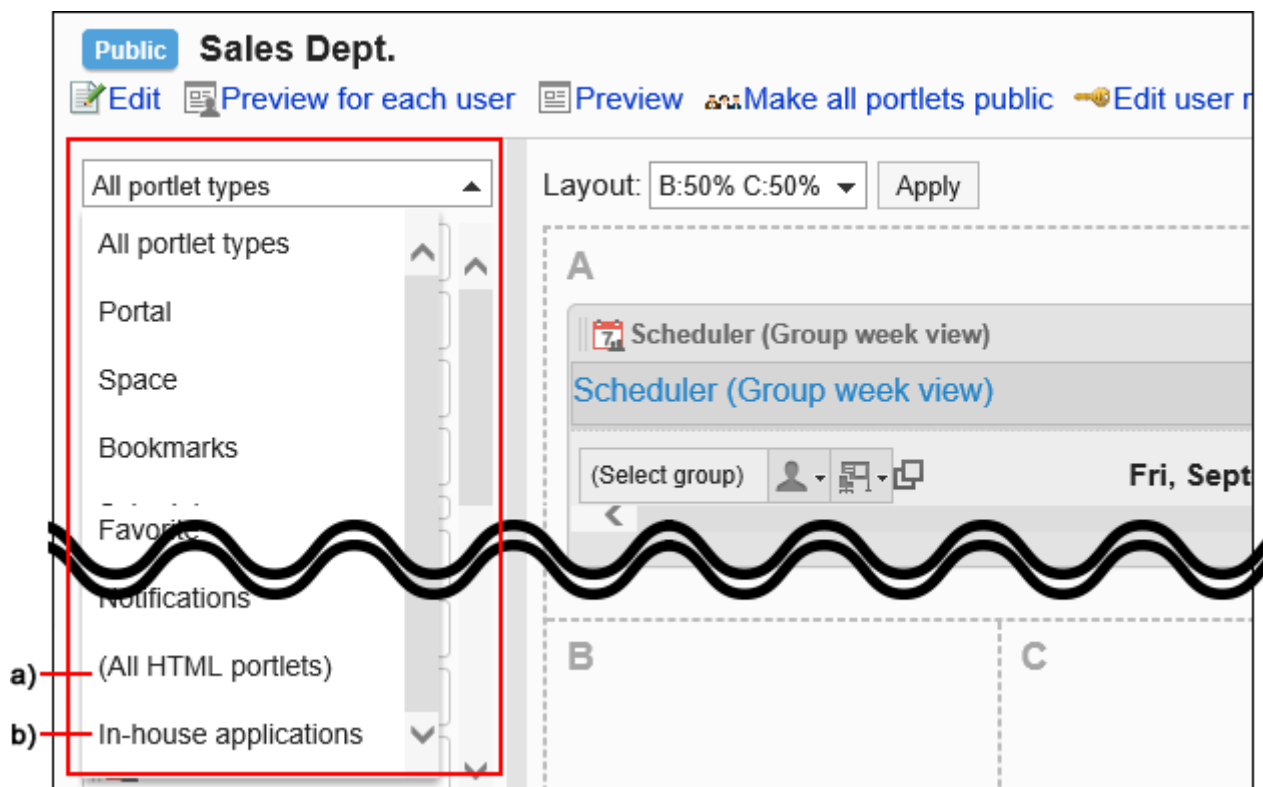 Public Sales Dept.
Edit Preview for each user Preview Make all portlets public Edit user r
All portlet types
Layout: B:50% C:50% Apply
All portlet types
Portal
Space
Bookmarks
Favorite
Notifications
a) (All HTML portlets)
b) In-house applications
A
7 Scheduler (Group week view)
Scheduler (Group week view)
(Select group) Fri, Sept
B C